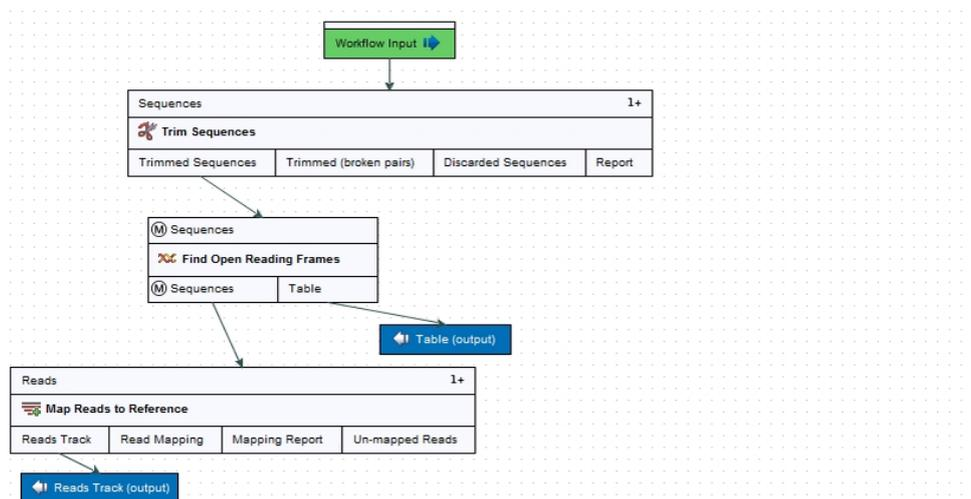 Workflow Input
Sequences 1+
Trim Sequences
Trimmed Sequences Trimmed (broken pairs) Discarded Sequences Report
M Sequences
Find Open Reading Frames
M Sequences Table
Table (output)
Reads 1+
Map Reads to Reference
Reads Track Read Mapping Mapping Report Un-mapped Reads
Reads Track (output)